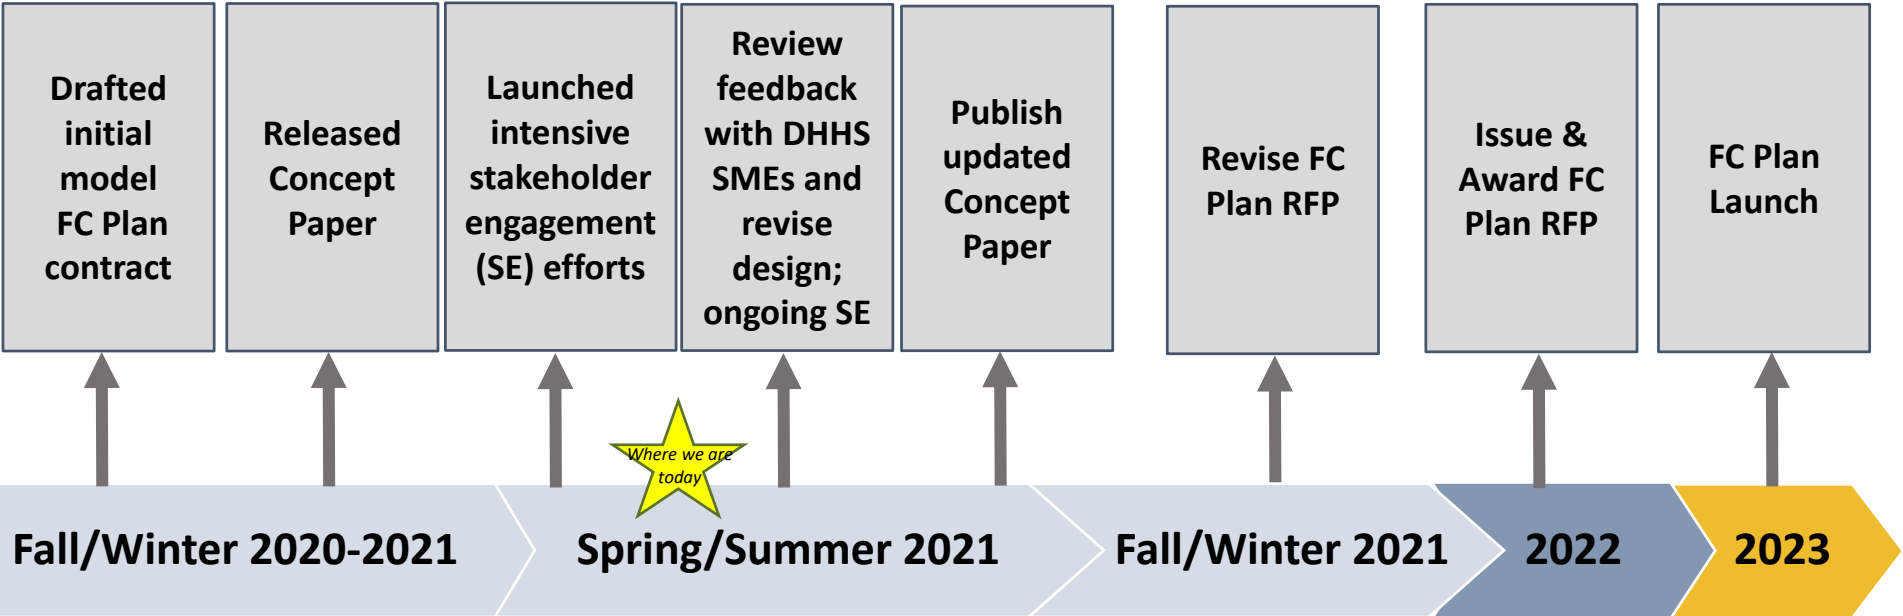 Drafted
initial
model
FC Plan
contract
Released
Concept
Paper
Launched
intensive
stakeholder
engagement
(SE) efforts
Review
feedback
with DHHS
SMEs and
revise
design;
ongoing SE
Publish
updated
Concept
Paper
Revise FC
Plan RFP
Issue &
Award FC
Plan RFP
FC Plan
Launch
Where we are
today
Fall/Winter 2020-2021
Spring/Summer 2021
Fall/Winter 2021
2022
2023